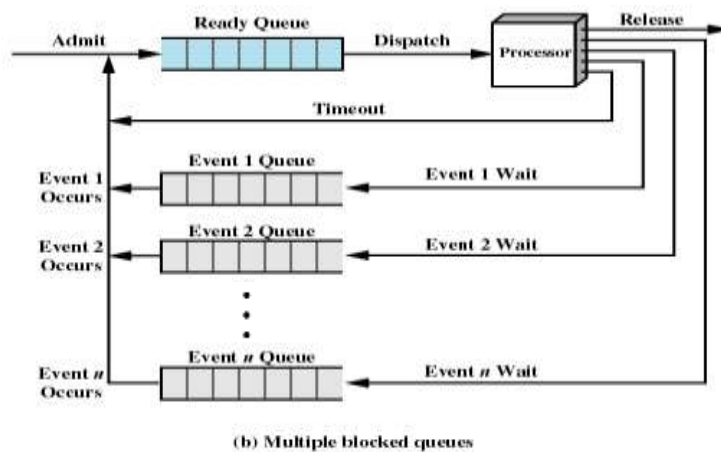 Ready Queue
Release
Admit
Dispatch
Processor
Timeout
Event 1 Queue
Event 1
Occurs
Event 1 Wait
Event 2 Queue
Event 2
Occurs
Event 2 Wait
Event n Queue
Event n
Occurs
Event n Wait
(b) Multiple blocked queues